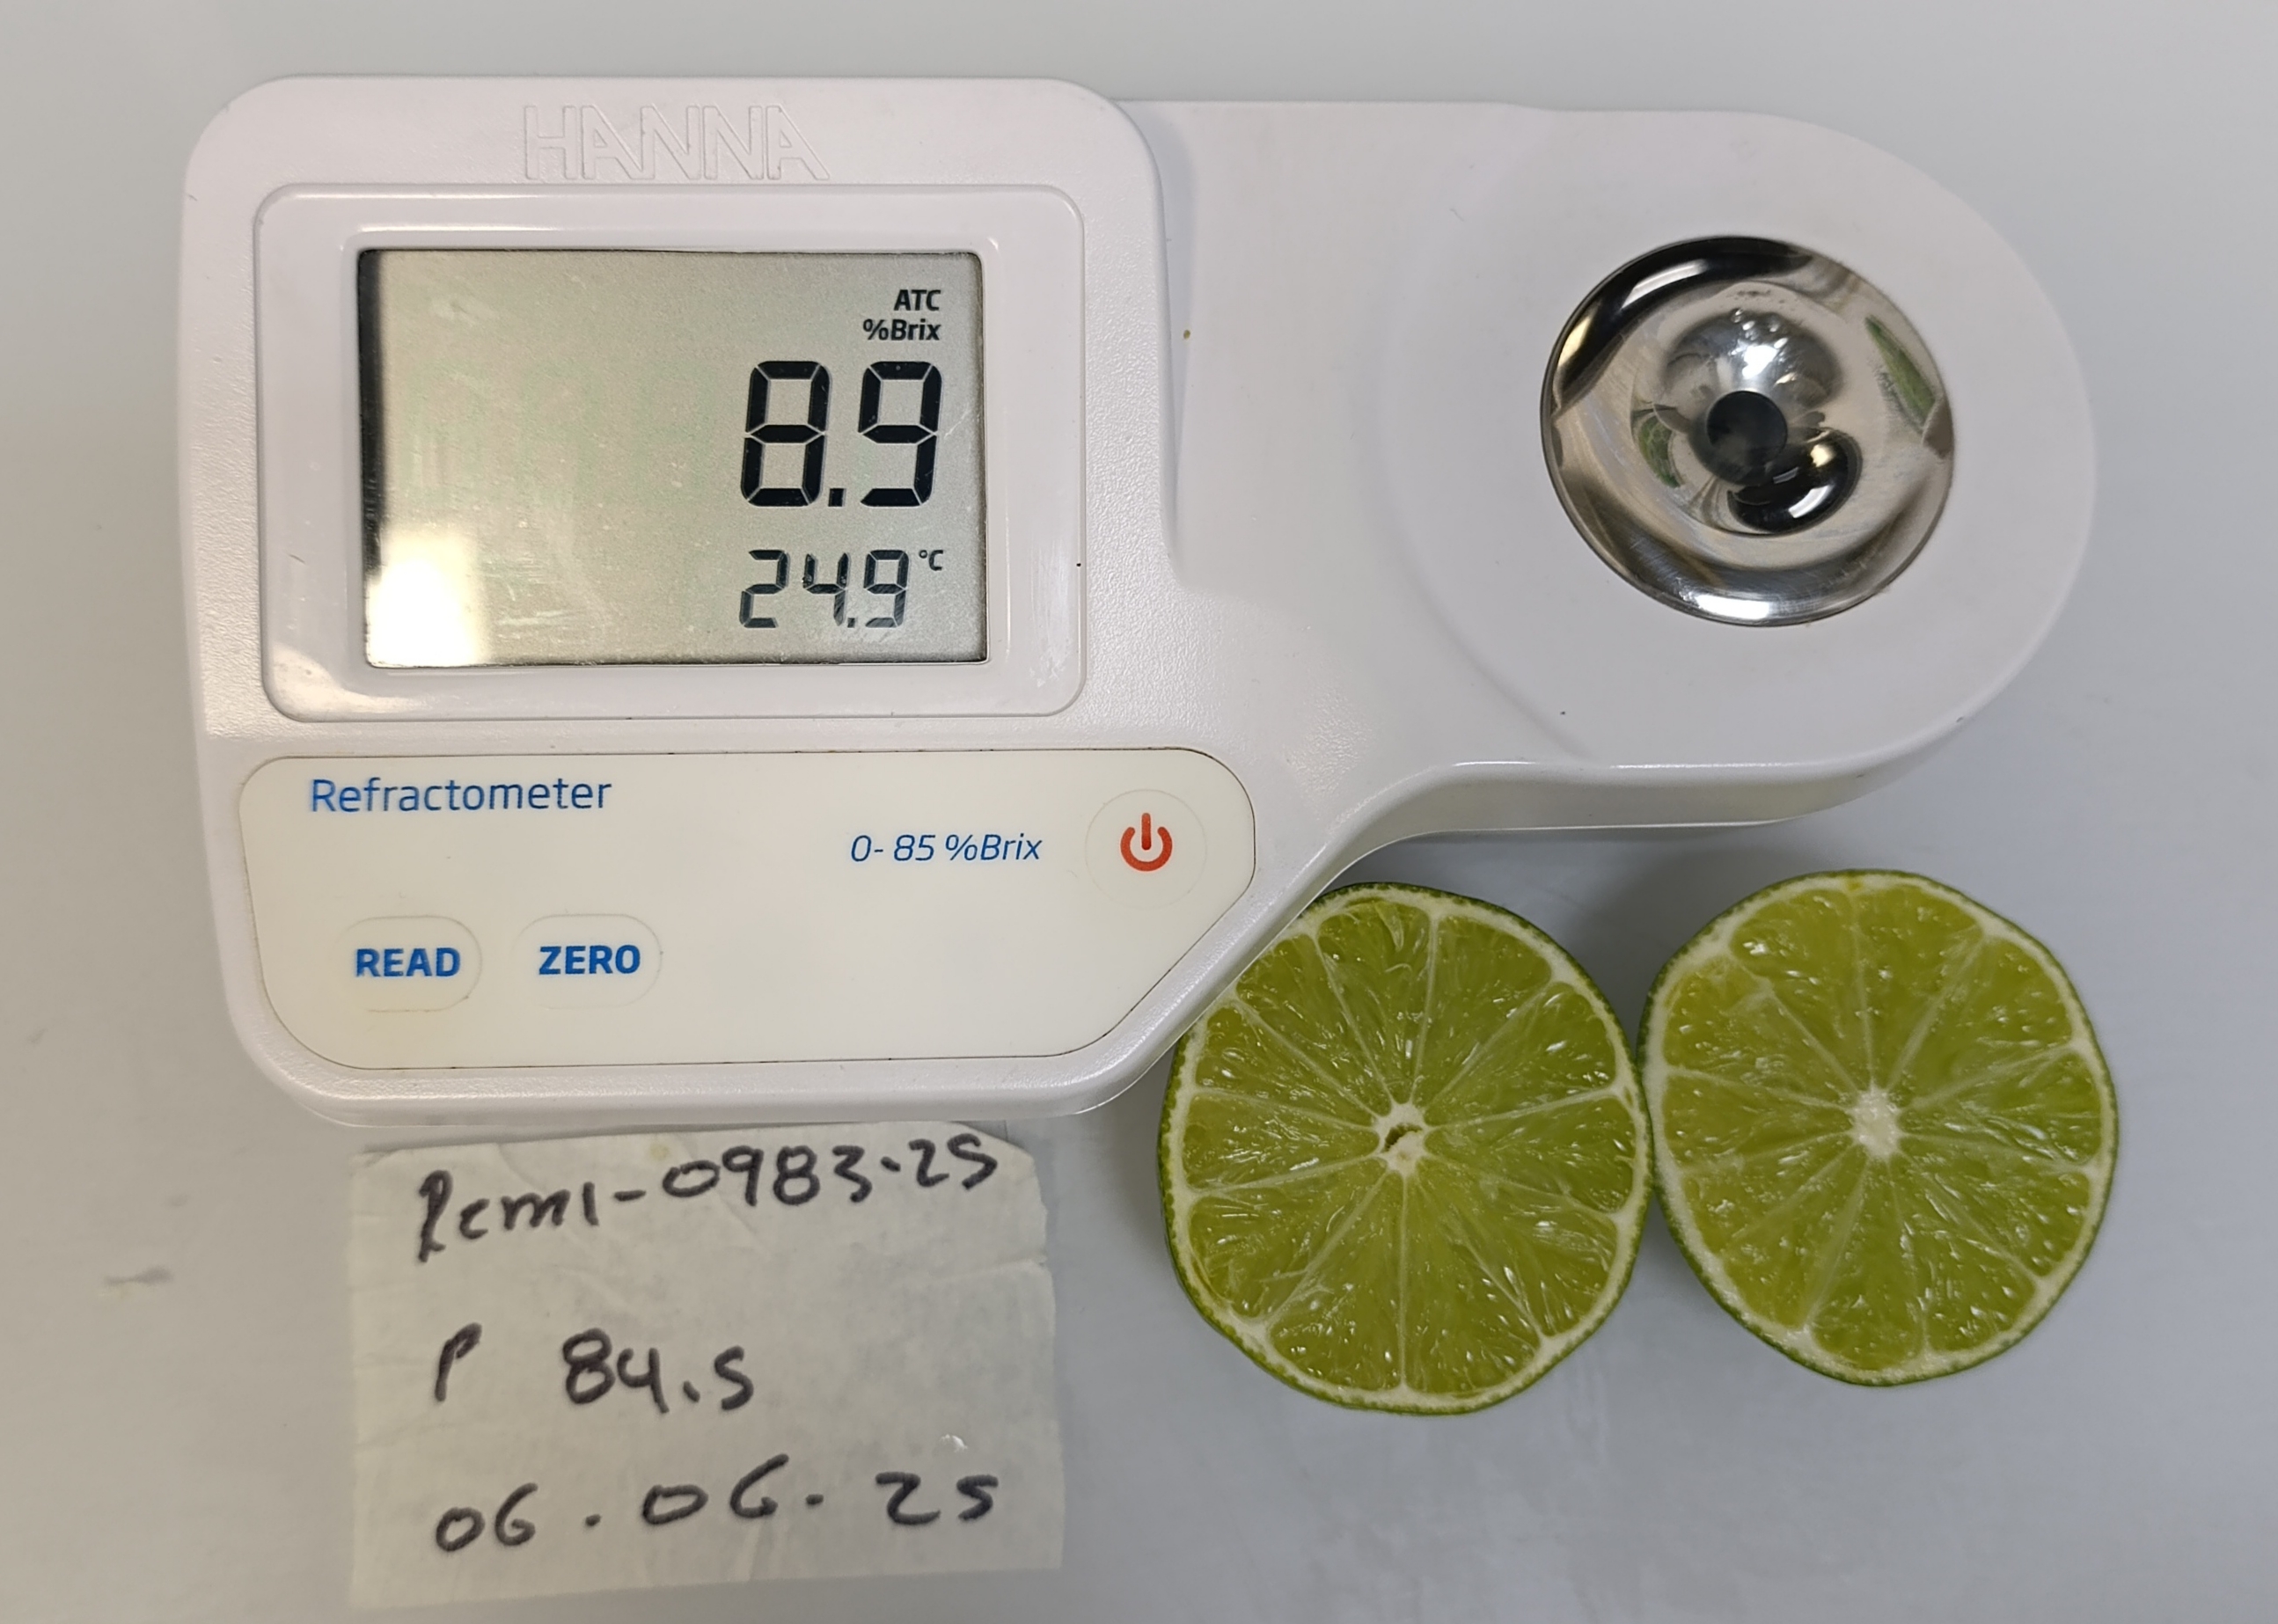 HANNA
ATC
%Brix
8.9
24.9 °C
Refractometer
0-85 %Brix
READ
ZERO
Pcm1-0983-25
P 84.5
06.06.25